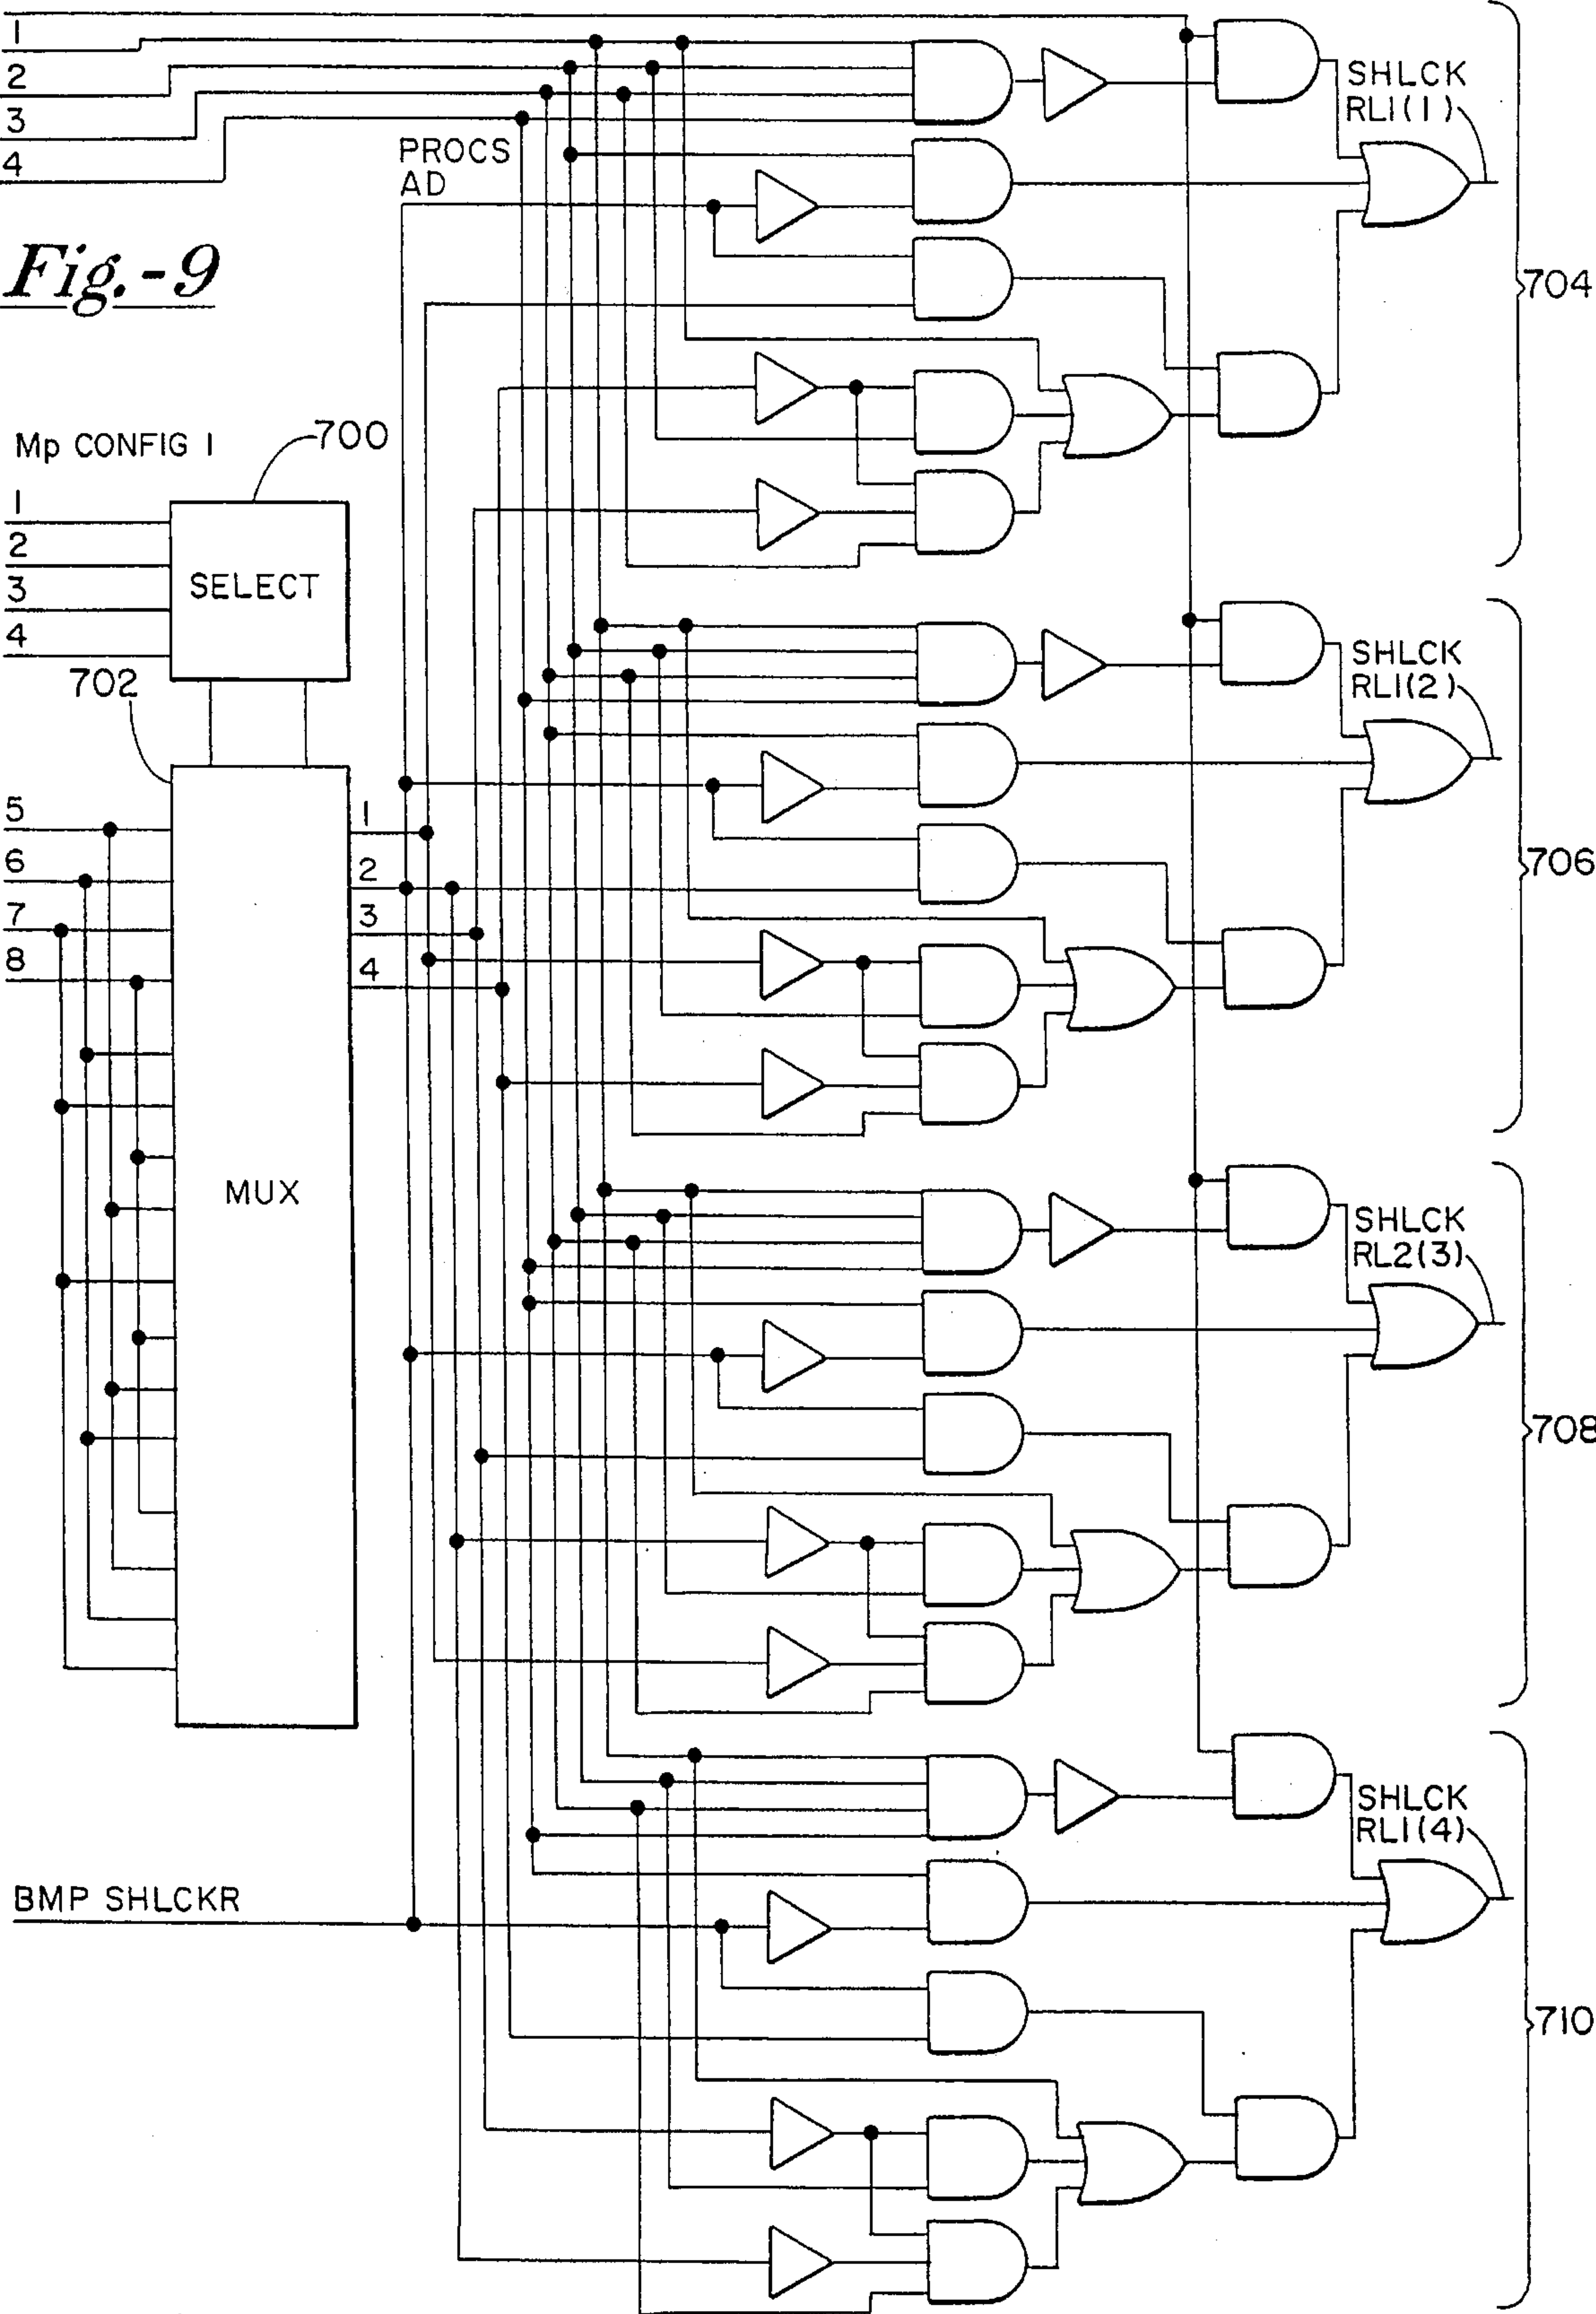 1
2
3
4
PROCS
AD
SHLCK
RL1(1)
704
Fig.-9
Mp CONFIG 1
700
1
2
3
4
SELECT
702
SHLCK
RL1(2)
706
5
6
7
8
1
2
3
4
MUX
SHLCK
RL2(3)
708
BMP SHLCKR
SHLCK
RL1(4)
710